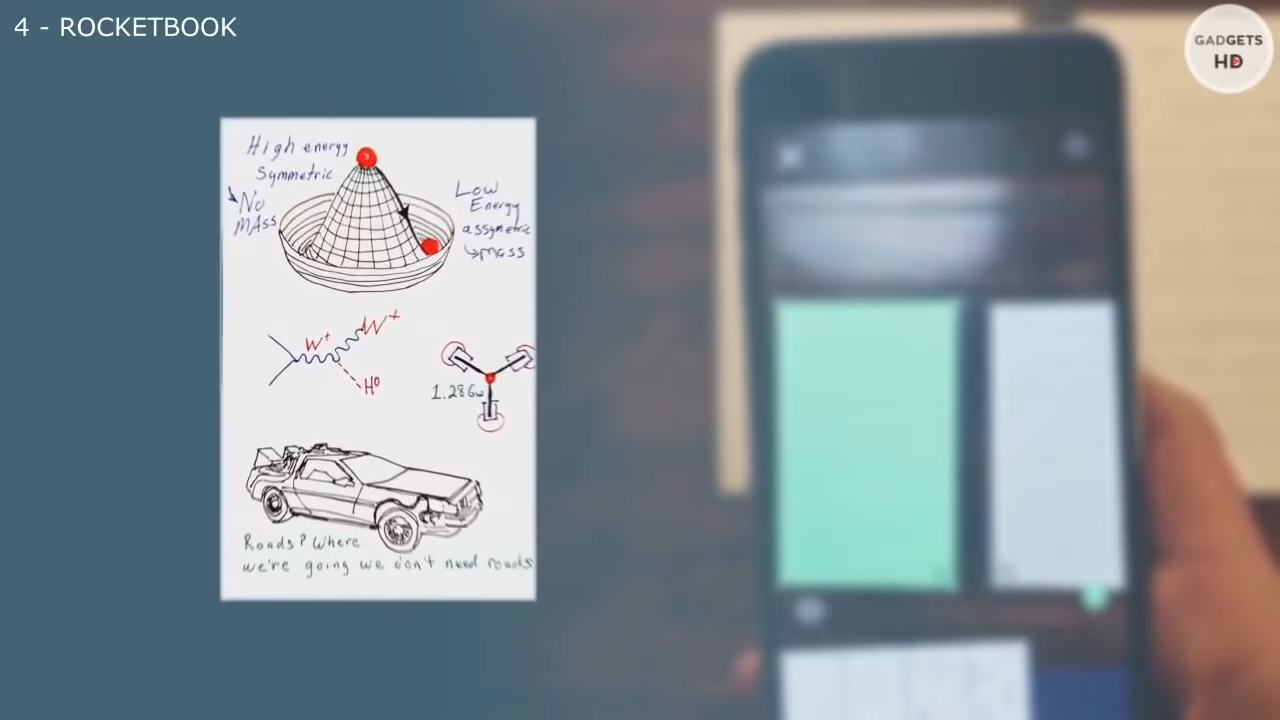 4 - ROCKETBOOK
GADGETS
HD
High energy
symmetric
No
MASS
Low
Energy
assymetric
mass
W+
W+
H0
1.28Gw
Roads? Where
we're going we don't need roads